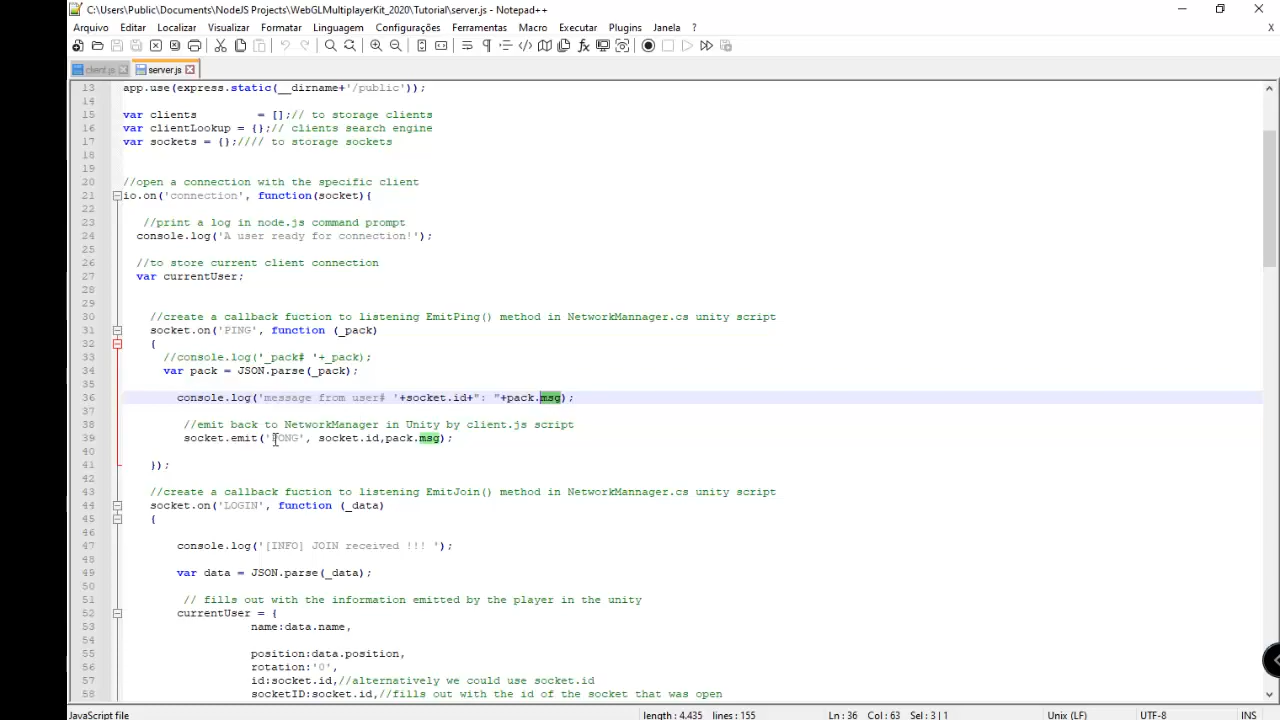 C:\Users\Public\Documents\NodeJS Projects\WebGLMultiplayerKit_2020\Tutorial\server.js - Notepad++
Arquivo Editar Localizar Visualizar Formatar Linguagem Configurações Ferramentas Macro Executar Plugins Janela ? X
client.js server.js
13 app.use(express.static(__dirname+'/public'));
14
15 var clients = [];// to storage clients
16 var clientLookup = {};// clients search engine
17 var sockets = {};//// to storage sockets
18
19
20 //open a connection with the specific client
21 io.on('connection', function(socket){
22
23 //print a log in node.js command prompt
24 console.log('A user ready for connection!');
25
26 //to store current client connection
27 var currentUser;
28
29
30 //create a callback fuction to listening EmitPing() method in NetworkMannager.cs unity script
31 socket.on('PING', function (_pack)
32 {
33 //console.log('_pack# '+_pack);
34 var pack = JSON.parse(_pack);
35
36 console.log('message from user# '+socket.id+": "+pack.msg);
37
38 //emit back to NetworkManager in Unity by client.js script
39 socket.emit('PONG', socket.id,pack.msg);
40
41 });
42
43 //create a callback fuction to listening EmitJoin() method in NetworkMannager.cs unity script
44 socket.on('LOGIN', function (_data)
45 {
46
47 console.log('[INFO] JOIN received !!! ');
48
49 var data = JSON.parse(_data);
50
51 // fills out with the information emitted by the player in the unity
52 currentUser = {
53 name:data.name,
54
55 position:data.position,
56 rotation:'0',
57 id:socket.id,//alternatively we could use socket.id
58 socketID:socket.id,//fills out with the id of the socket that was open
JavaScript file length : 4.435 lines : 155 Ln : 36 Col : 63 Sel : 3 | 1 Unix (LF) UTF-8 INS